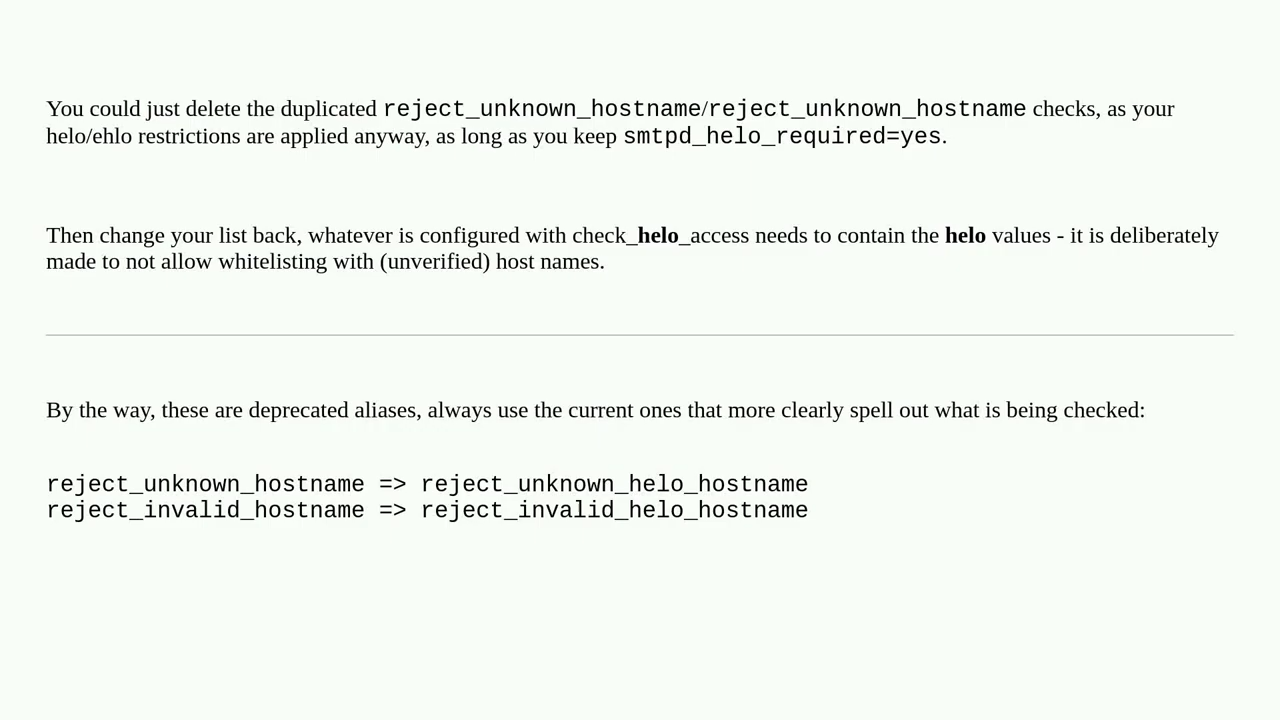 You could just delete the duplicated reject_unknown_hostname/reject_unknown_hostname checks, as your
helo/ehlo restrictions are applied anyway, as long as you keep smtpd_helo_required=yes.
Then change your list back, whatever is configured with check_helo_access needs to contain the helo values - it is deliberately
made to not allow whitelisting with (unverified) host names.
By the way, these are deprecated aliases, always use the current ones that more clearly spell out what is being checked:
reject_unknown_hostname => reject_unknown_helo_hostname
reject_invalid_hostname => reject_invalid_helo_hostname